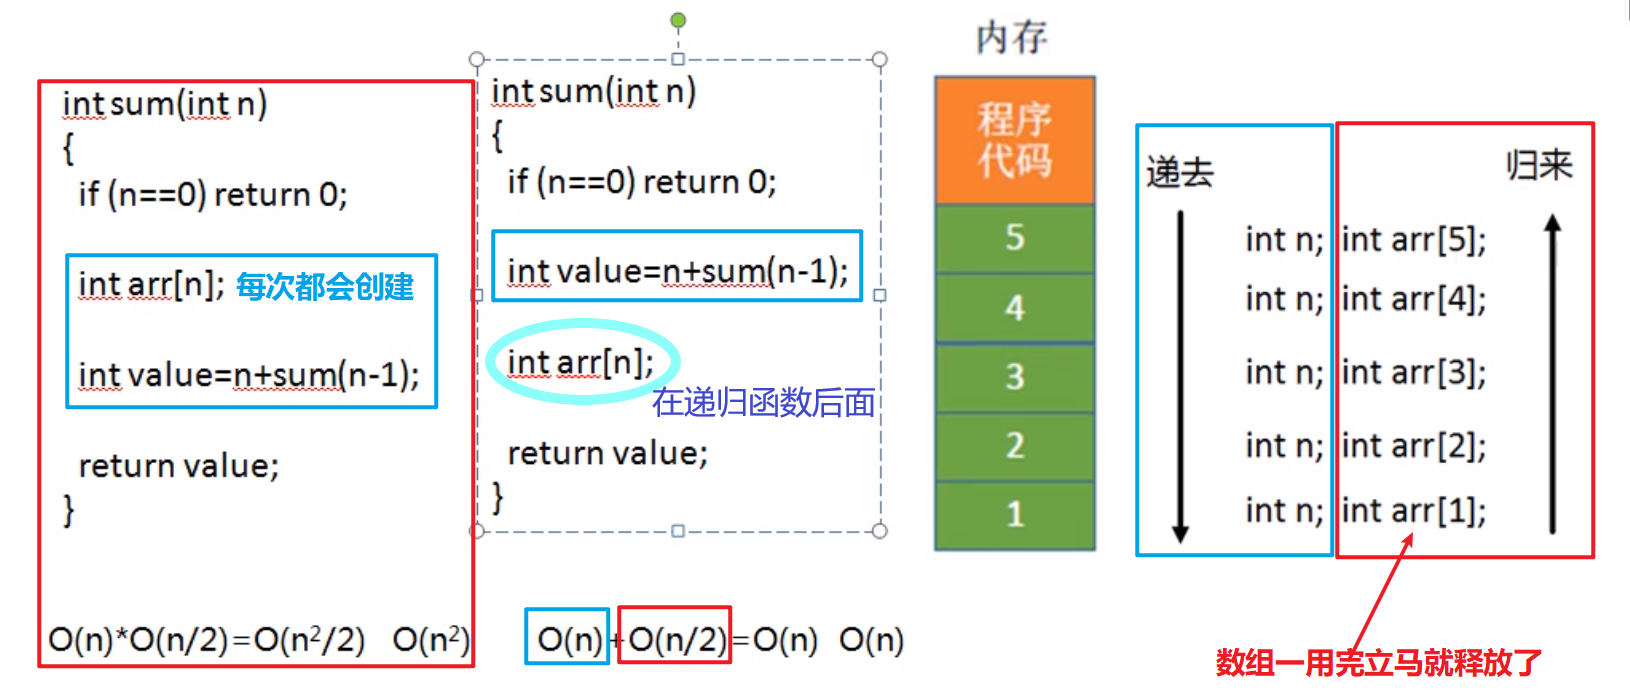 int sum(int n)
{
if (n==0) return 0;
int arr[n]; 每次都会创建
int value=n+sum(n-1);
return value;
}
O(n)*O(n/2)=O(n²/2) O(n²)
int sum(int n)
{
if (n==0) return 0;
int value=n+sum(n-1);
int arr[n];
在递归函数后面
return value;
}
O(n)+O(n/2)=O(n) O(n)
内存
程序
代码
5
4
3
2
1
递去
归来
int n; int arr[5];
int n; int arr[4];
int n; int arr[3];
int n; int arr[2];
int n; int arr[1];
数组一用完立马就释放了